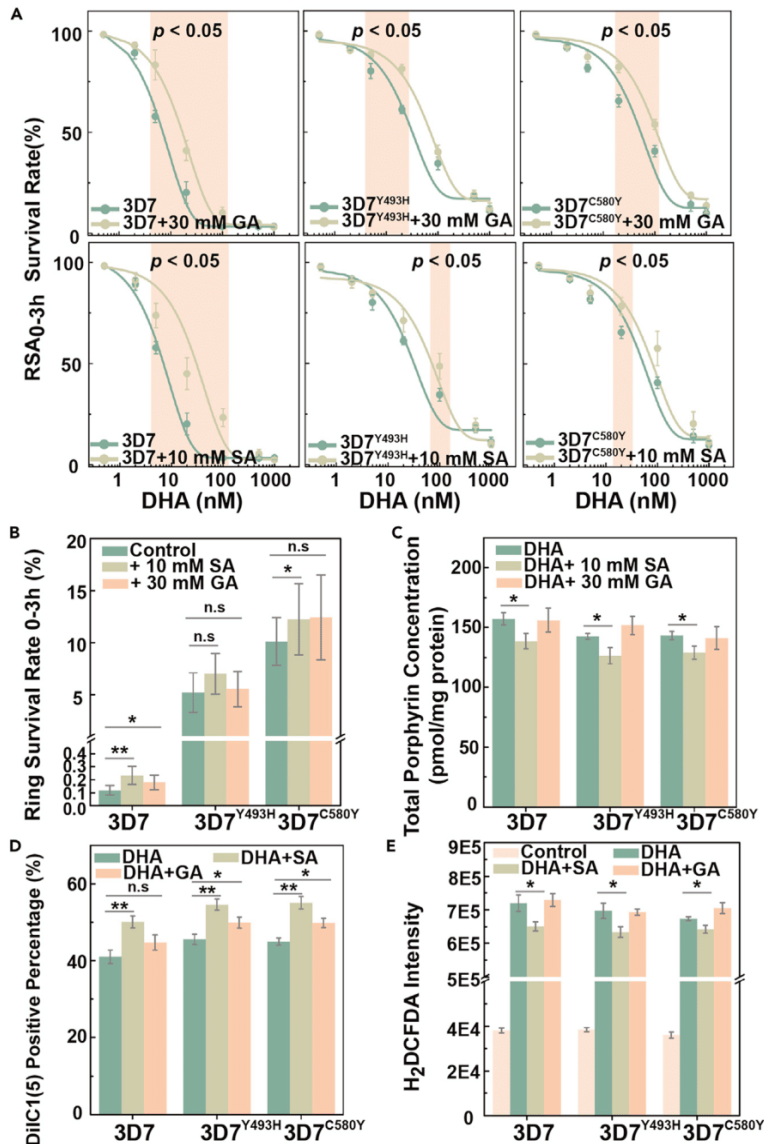 A
RSA0-3h Survival Rate(%)
100
50
0
p < 0.05
3D7
3D7+30 mM GA
p < 0.05
3D7Y493H
3D7Y493H+30 mM GA
p < 0.05
3D7C580Y
3D7C580Y+30 mM GA
100
50
0
p < 0.05
3D7
3D7+10 mM SA
p < 0.05
3D7Y493H
3D7Y493H+10 mM SA
p < 0.05
3D7C580Y
3D7C580Y+10 mM SA
1 10 100 1000
1 10 100 1000
1 10 100 1000
DHA (nM)
DHA (nM)
DHA (nM)
B
Ring Survival Rate 0-3h (%)
20
15
10
5
0.4
0.3
0.2
0.1
0.0
Control
+ 10 mM SA
+ 30 mM GA
n.s
*
n.s
n.s
*
**
3D7 3D7Y493H 3D7C580Y
C
Total Porphyrin Concentration
(pmol/mg protein)
200
150
100
50
0
DHA
DHA+ 10 mM SA
DHA+ 30 mM GA
* * *
3D7 3D7Y493H 3D7C580Y
D
DilC1(5) Positive Percentage (%)
60
40
20
0
DHA DHA+SA
DHA+GA
n.s * *
** ** **
3D7 3D7Y493H 3D7C580Y
E
H2DCFDA Intensity
8E5
7E5
6E5
5E5
4E4
2E4
0
Control DHA
DHA+SA DHA+GA
* * *
3D7 3D7Y493H 3D7C580Y